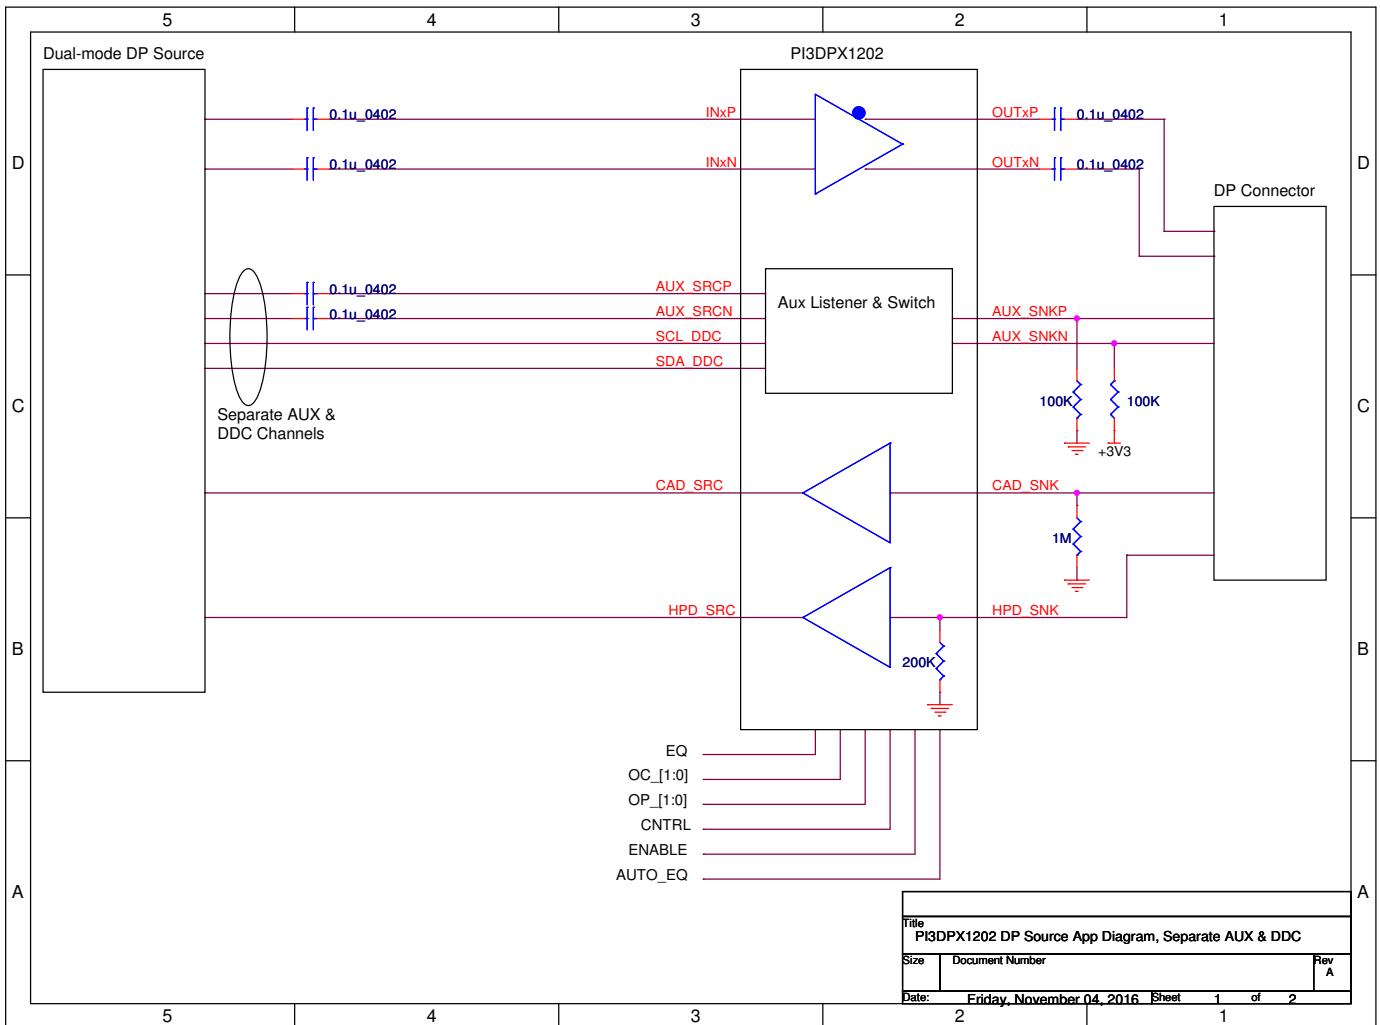 5 4 3 2 1
Dual-mode DP Source
PI3DPX1202
0.1u_0402
INxP
OUTxP
0.1u_0402
D
0.1u_0402
INxN
OUTxN
0.1u_0402
D
DP Connector
0.1u_0402
AUX_SRCP
Aux Listener & Switch
0.1u_0402
AUX_SRCN
AUX_SNKP
SCL_DDC
AUX_SNKN
SDA_DDC
C
Separate AUX &
DDC Channels
100K
100K
C
+3V3
CAD_SRC
CAD_SNK
1M
HPD_SRC
HPD_SNK
B
200K
B
EQ
OC_[1:0]
OP_[1:0]
CNTRL
ENABLE
AUTO_EQ
A
A
Title
PI3DPX1202 DP Source App Diagram, Separate AUX & DDC
Size
Document Number
Rev
A
Date:
Friday, November 04, 2016
Sheet 1 of 2
5 4 3 2 1